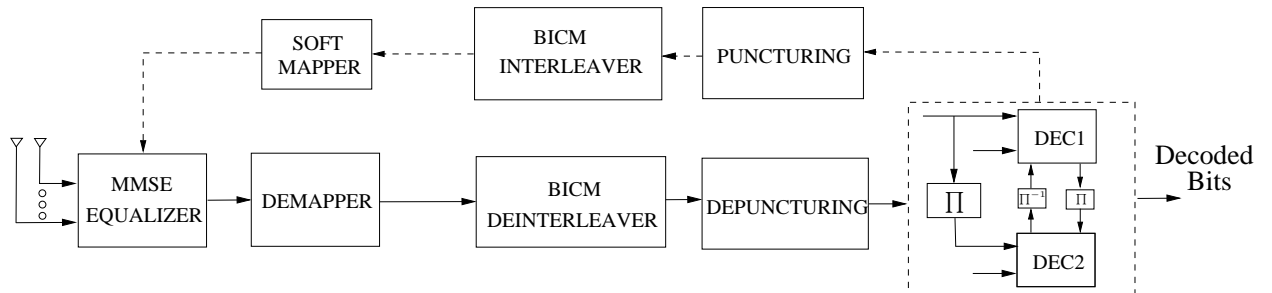 SOFT
MAPPER
BICM
INTERLEAVER
PUNCTURING
MMSE
EQUALIZER
DEMAPPER
BICM
DEINTERLEAVER
DEPUNCTURING
DEC1
∏
∏⁻¹
∏
DEC2
Decoded
Bits